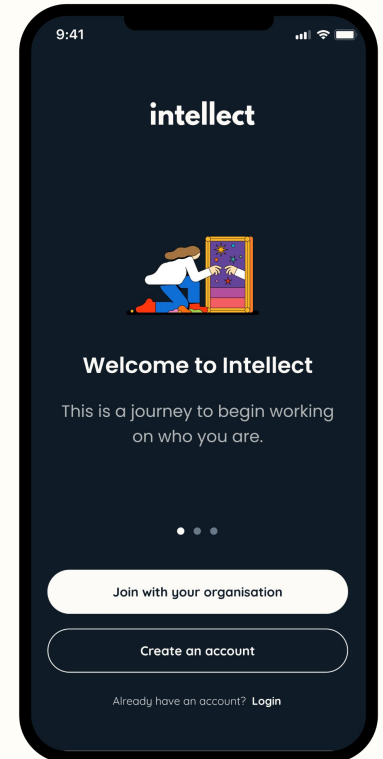 9:41
intellect
Welcome to Intellect
This is a journey to begin working
on who you are.
Join with your organisation
Create an account
Already have an account? Login